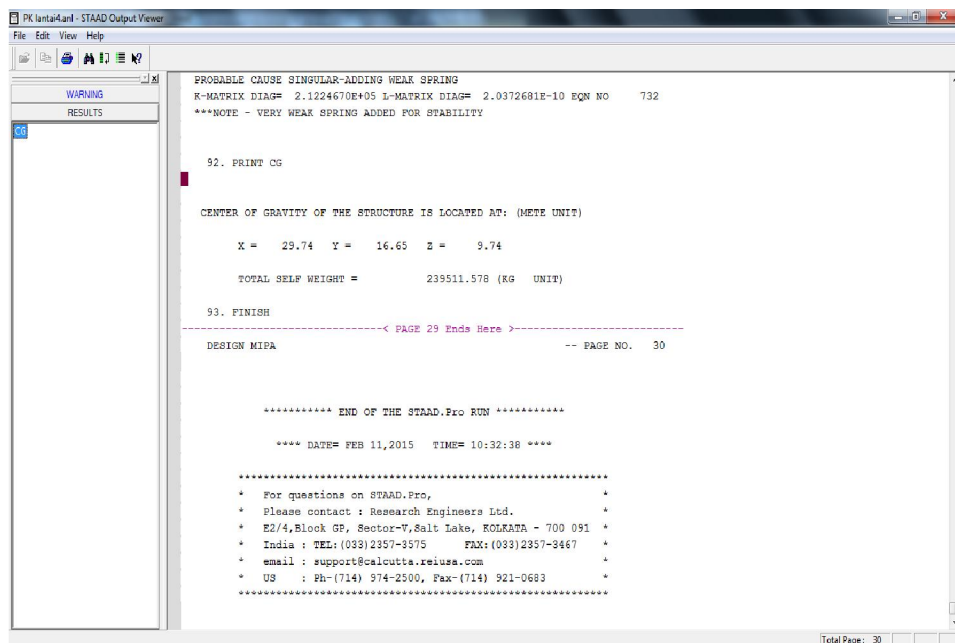 PK lantai4.anl - STAAD Output Viewer
File Edit View Help
WARNING
RESULTS
CG
PROBABLE CAUSE SINGULAR-ADDING WEAK SPRING
K-MATRIX DIAG= 2.1224670E+05 L-MATRIX DIAG= 2.0372681E-10 EQN NO 732
***NOTE - VERY WEAK SPRING ADDED FOR STABILITY
92. PRINT CG
CENTER OF GRAVITY OF THE STRUCTURE IS LOCATED AT: (METE UNIT)
X = 29.74 Y = 16.65 Z = 9.74
TOTAL SELF WEIGHT = 239511.578 (KG UNIT)
93. FINISH
--------------------------------< PAGE 29 Ends Here >---------------------------
DESIGN MIPA -- PAGE NO. 30
*********** END OF THE STAAD.Pro RUN ***********
**** DATE= FEB 11,2015 TIME= 10:32:38 ****
***********************************************************
* For questions on STAAD.Pro, *
* Please contact : Research Engineers Ltd. *
* E2/4,Block GP, Sector-V,Salt Lake, KOLKATA - 700 091 *
* India : TEL:(033)2357-3575 FAX:(033)2357-3467 *
* email : support@calcutta.reiusa.com *
* US : Ph-(714) 974-2500, Fax-(714) 921-0683 *
***********************************************************
Total Page: 30